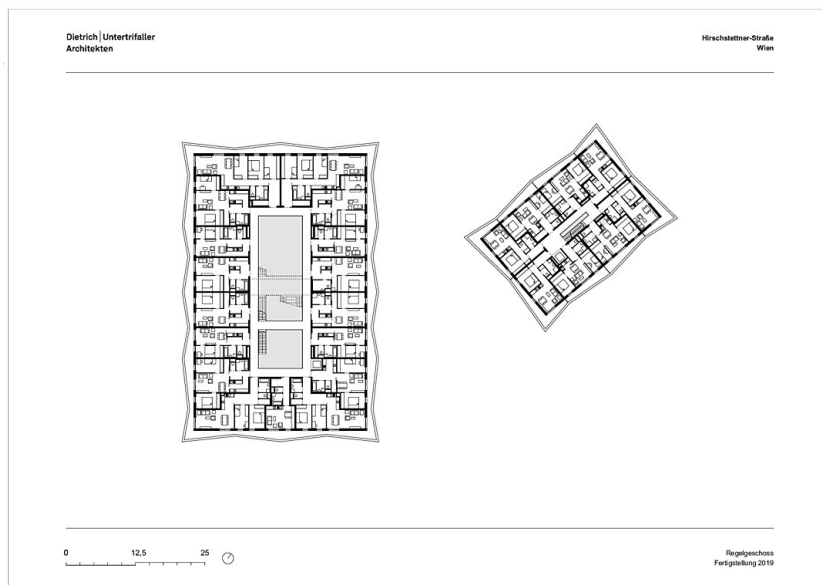 Dietrich|Untertrifaller
Architekten
Hirschstettner-Straße
Wien
0 12,5 25
Regelgeschoss
Fertigstellung 2019